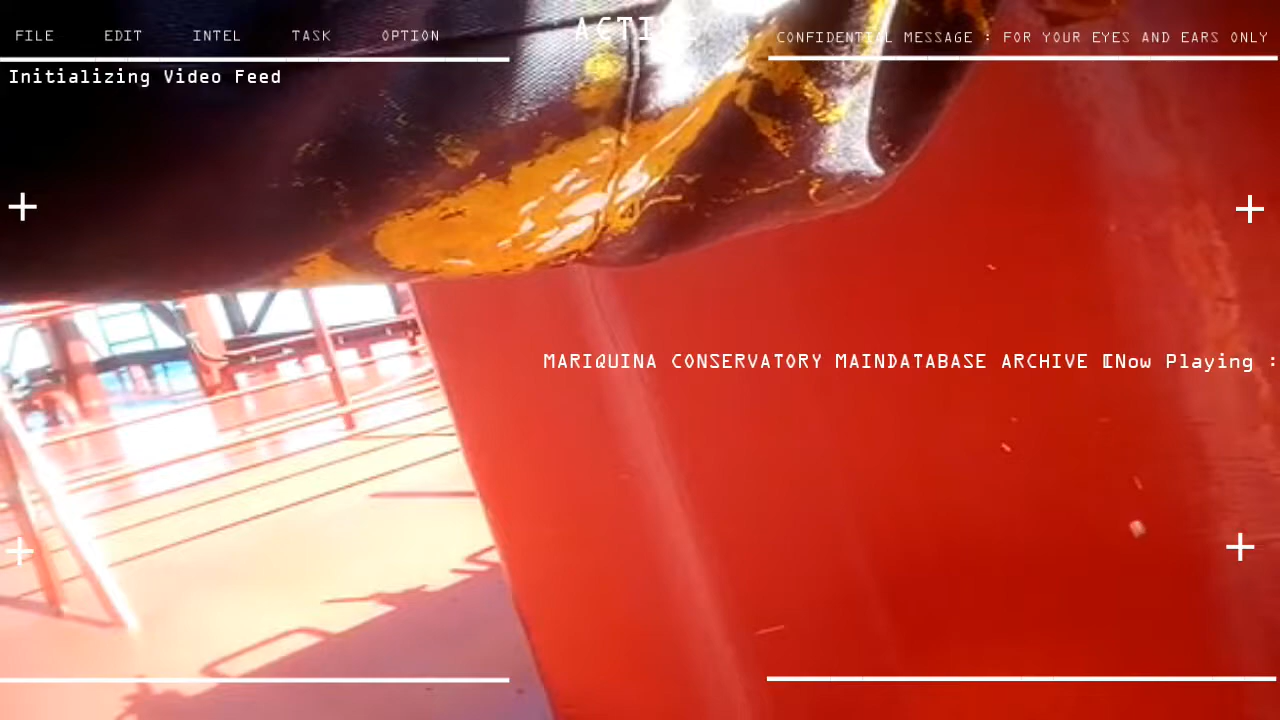 FILE EDIT INTEL TASK OPTION
ACTIVE
CONFIDENTIAL MESSAGE : FOR YOUR EYES AND EARS ONLY
Initializing Video Feed
MARIQUINA CONSERVATORY MAINDATABASE ARCHIVE [Now Playing :